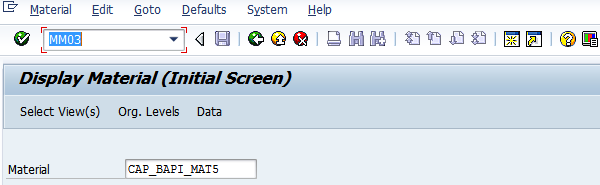 Material Edit Goto Defaults System Help
MM03
Display Material (Initial Screen)
Select View(s) Org. Levels Data
Material CAP_BAPI_MAT5